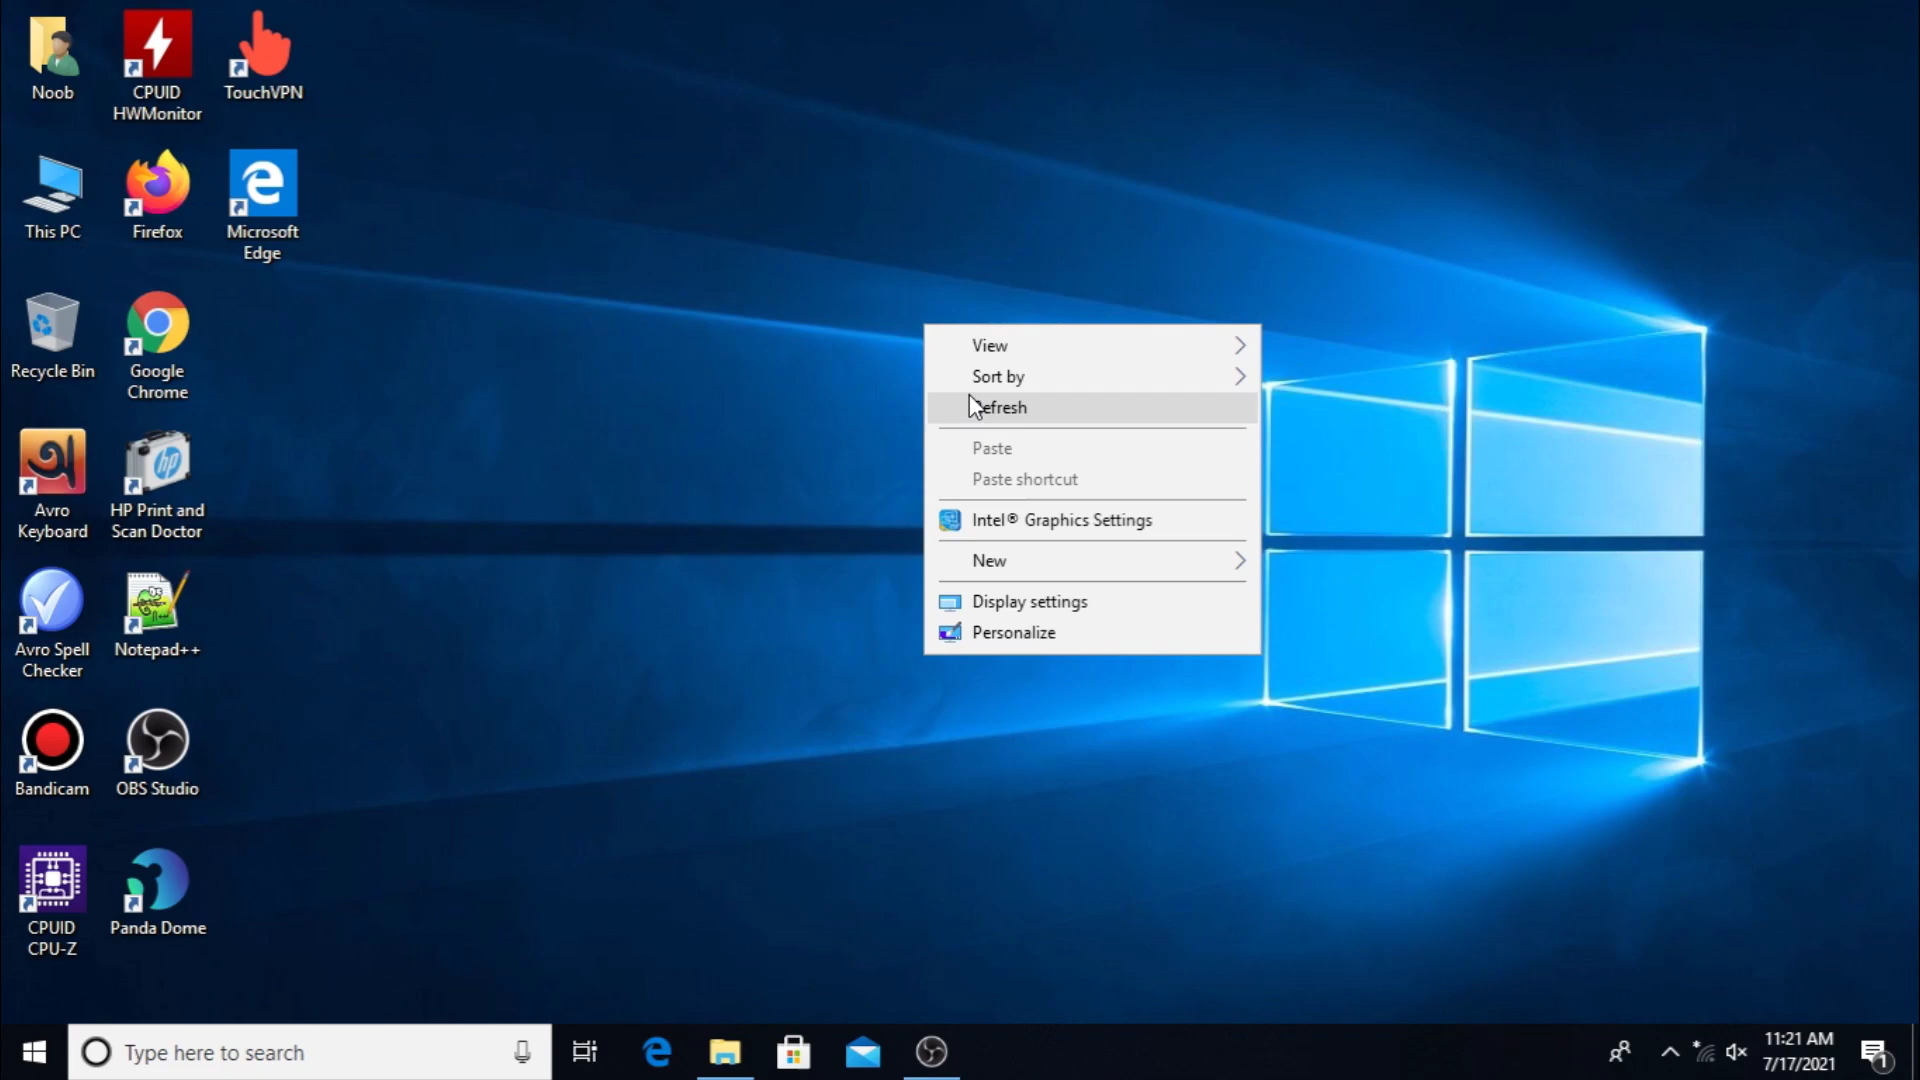 Noob
CPUID
HWMonitor
TouchVPN
This PC
Firefox
Microsoft
Edge
Recycle Bin
Google
Chrome
Avro
Keyboard
HP Print and
Scan Doctor
Avro Spell
Checker
Notepad++
Bandicam
OBS Studio
CPUID
CPU-Z
Panda Dome
View
Sort by
efresh
Paste
Paste shortcut
Intel® Graphics Settings
New
Display settings
Personalize
Type here to search
11:21 AM
7/17/2021
1